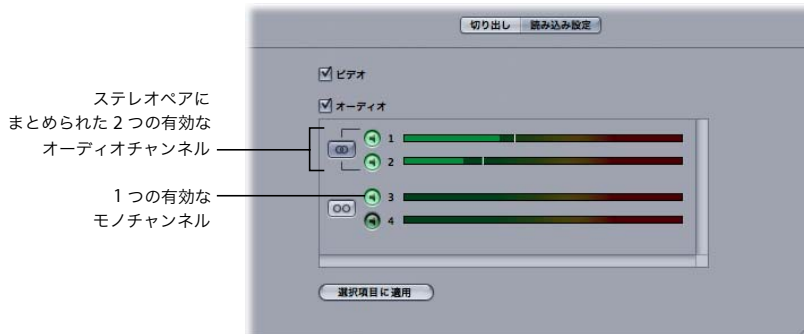 切り出し 読み込み設定
ビデオ
オーディオ
ステレオペアに
まとめられた 2 つの有効な
オーディオチャンネル
1
2
1 つの有効な
モノチャンネル
3
4
選択項目に適用